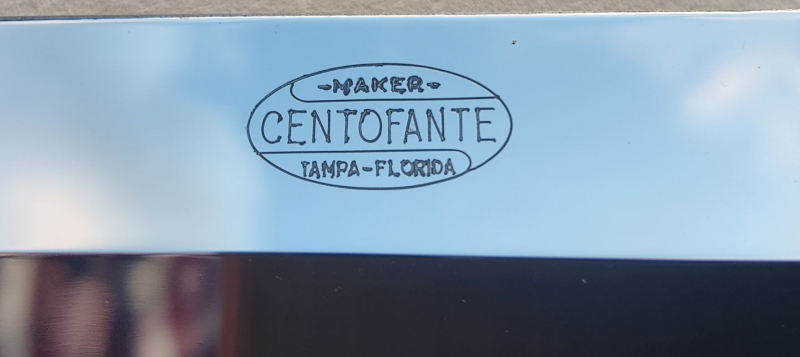 -MAKER-
CENTOFANTE
TAMPA-FLORIDA